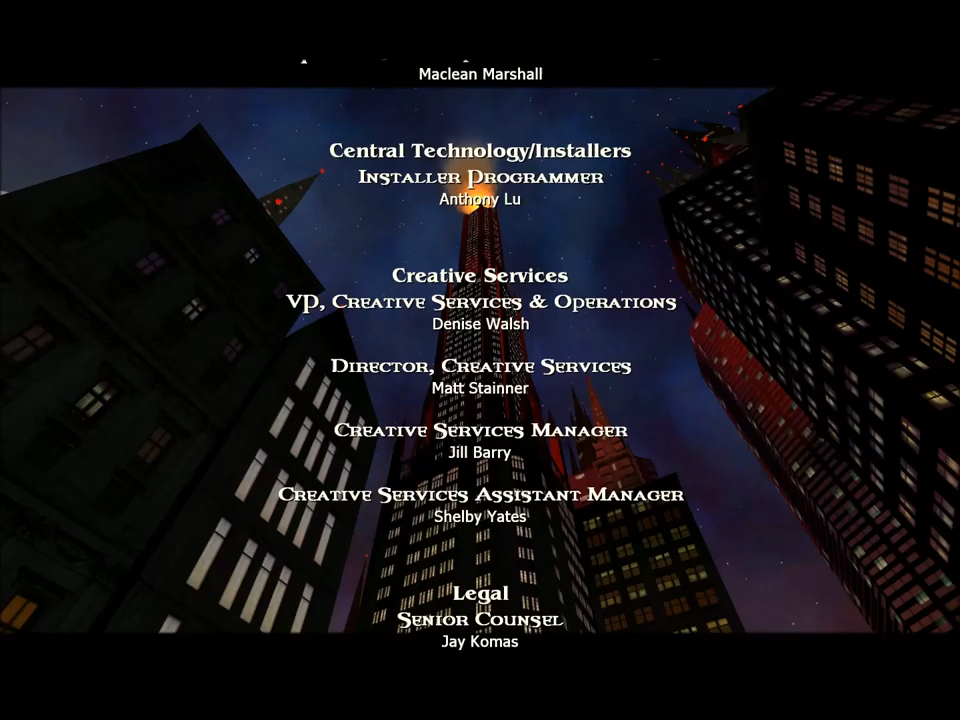 Maclean Marshall
Central Technology/Installers
Installer Programmer
Anthony Lu
Creative Services
VP, Creative Services & Operations
Denise Walsh
Director, Creative Services
Matt Stainner
Creative Services Manager
Jill Barry
Creative Services Assistant Manager
Shelby Yates
Legal
Senior Counsel
Jay Komas